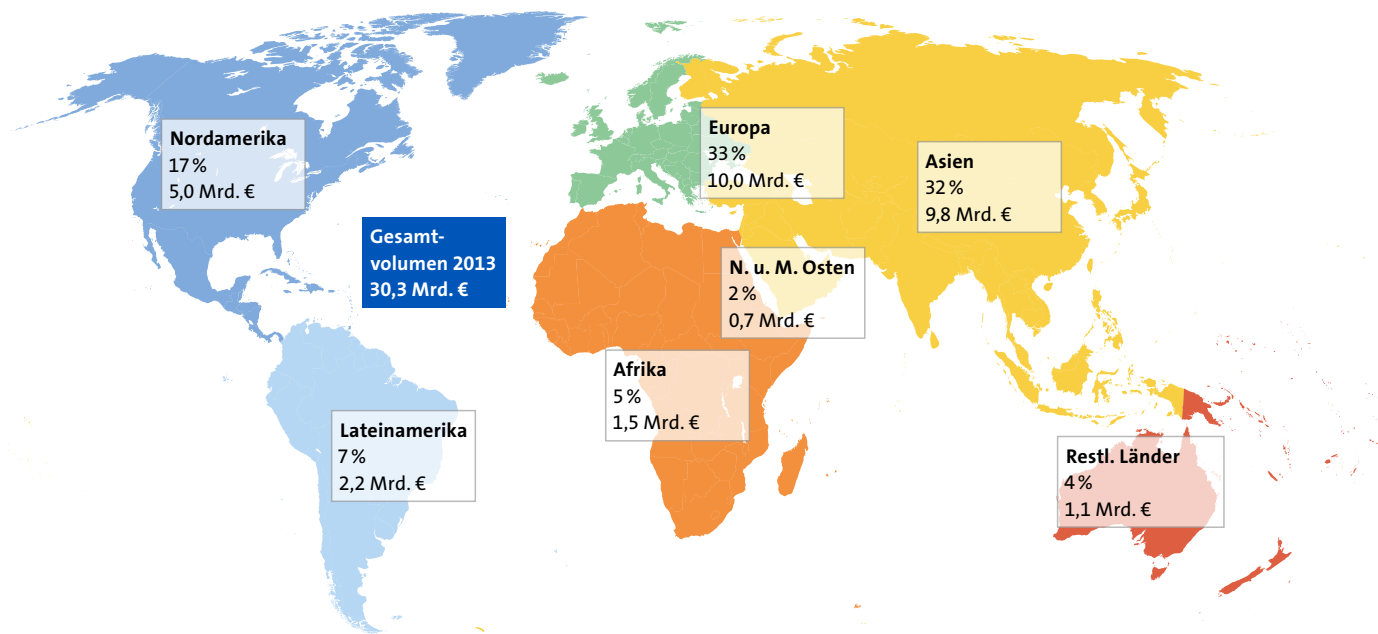 Nordamerika
17 %
5,0 Mrd. €
Gesamt-
volumen 2013
30,3 Mrd. €
Lateinamerika
7 %
2,2 Mrd. €
Europa
33 %
10,0 Mrd. €
Asien
32 %
9,8 Mrd. €
N. u. M. Osten
2 %
0,7 Mrd. €
Afrika
5 %
1,5 Mrd. €
Restl. Länder
4 %
1,1 Mrd. €